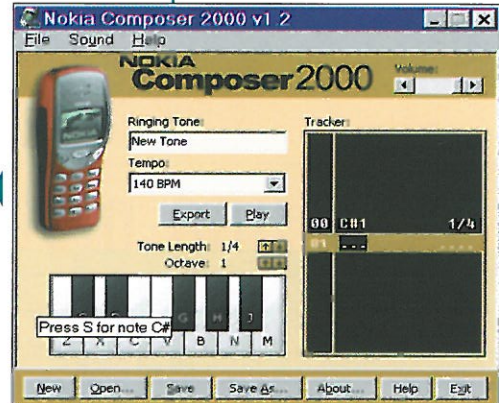 Nokia Composer 2000 v1.2
File Sound Help
NOKIA
Composer 2000
Volume:
Ringing Tone:
New Tone
Tempo:
140 BPM
Export Play
Tone Length: 1/4
Octave: 1
Tracker:
00 C#1 1/4
01 ... ....
G H J
Press S for note C#
Z X C V B N M
New Open... Save Save As... About... Help Exit